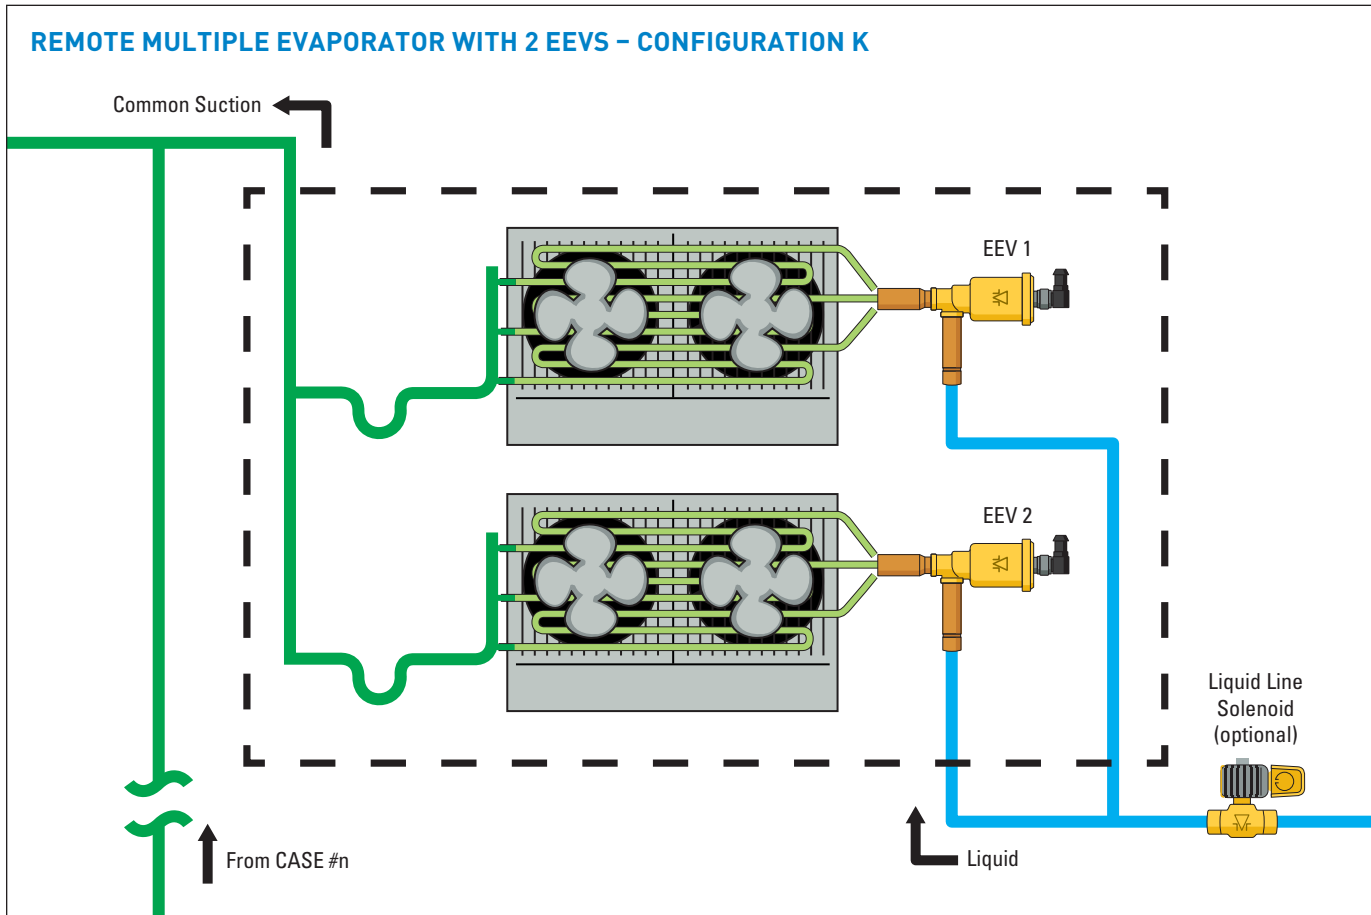 REMOTE MULTIPLE EVAPORATOR WITH 2 EEVS – CONFIGURATION K
Common Suction
EEV 1
EEV 2
Liquid Line
Solenoid
(optional)
From CASE #n
Liquid